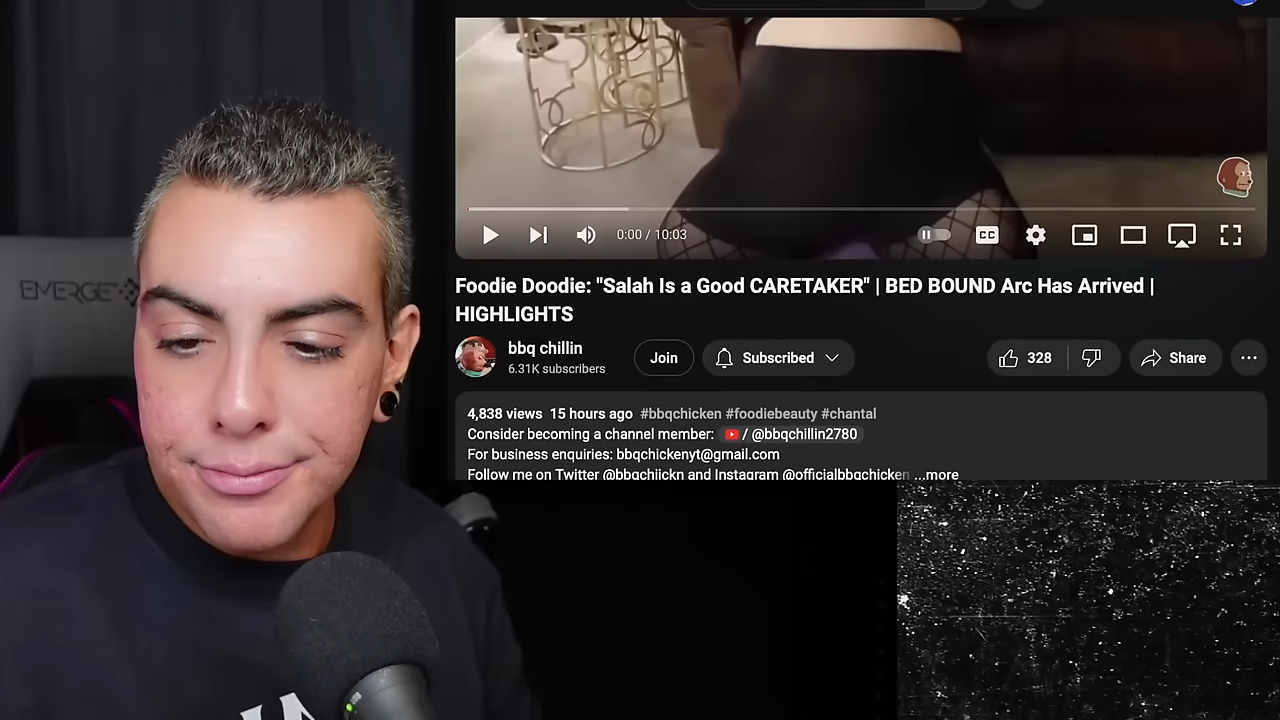 EMERGE
0:00 / 10:03
CC
Foodie Doodie: "Salah Is a Good CARETAKER" | BED BOUND Arc Has Arrived |
HIGHLIGHTS
bbq chillin
6.31K subscribers
Join
Subscribed
328
Share
4,838 views 15 hours ago #bbqchicken #foodiebeauty #chantal
Consider becoming a channel member: / @bbqchillin2780
For business enquiries: bbqchickenyt@gmail.com
Follow me on Twitter @bbqchiickn and Instagram @officialbbqchicken ...more